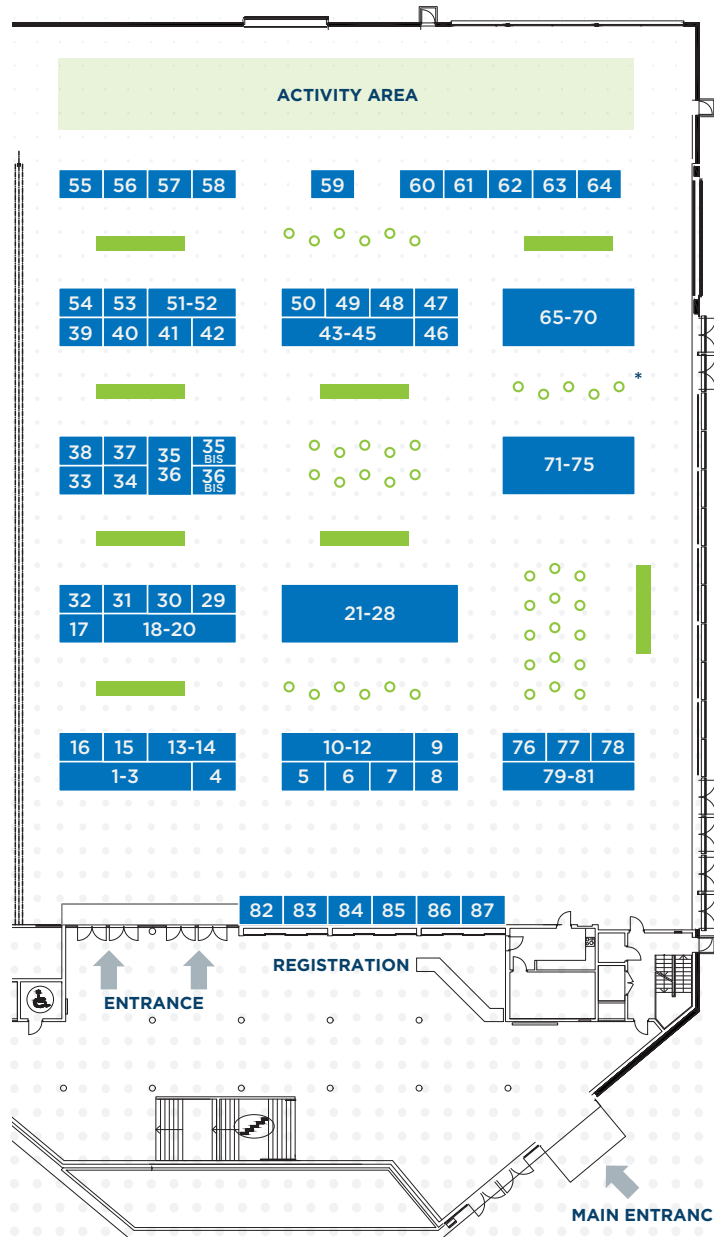 ACTIVITY AREA
55 56 57 58 59 60 61 62 63 64
54 53 51-52 50 49 48 47 65-70
39 40 41 42 43-45 46
*
38 37 35 36 35 BIS 71-75
33 34 36 BIS
32 31 30 29 21-28
17 18-20
16 15 13-14 10-12 9 76 77 78
1-3 4 5 6 7 8 79-81
82 83 84 85 86 87
REGISTRATION
ENTRANCE
MAIN ENTRANC